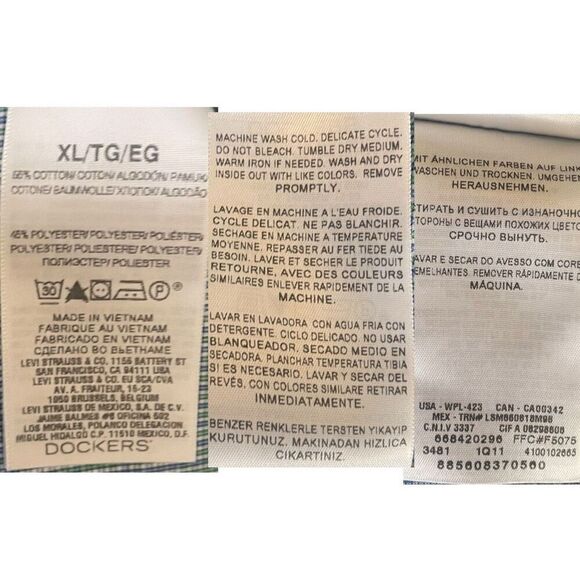 XL/TG/EG
55% COTTON/ COTON/ ALGODÓN/ PAMUK/
COTONE/ BAUMWOLLE/ ХЛОПОК/ ALGODÃO
45% POLYESTER/ POLYESTER/ POLIÉSTER/
POLYESTER/ POLIESTERE/ POLYESTER/
ПОЛИЭСТЕР/ POLIESTER
30
P
MADE IN VIETNAM
FABRIQUÉ AU VIETNAM
FABRICADO EN VIETNAM
СДЕЛАНО ВО ВЬЕТНАМЕ
LEVI STRAUSS & CO. 1155 BATTERY ST
SAN FRANCISCO, CA 94111 USA
LEVI STRAUSS & CO. EU SCA/CVA
AV. A. FRAITEUR, 15-23
1050 BRUSSELS, BELGIUM
LEVI STRAUSS DE MEXICO, S.A. DE C.V.
JAIME BALMES #8 OFICINA 502
LOS MORALES, POLANCO DELEGACION
MIGUEL HIDALGO C.P. 11510 MEXICO, D.F.
DOCKERS®
MACHINE WASH COLD. DELICATE CYCLE.
DO NOT BLEACH. TUMBLE DRY MEDIUM.
WARM IRON IF NEEDED. WASH AND DRY
INSIDE OUT WITH LIKE COLORS. REMOVE
PROMPTLY.
LAVAGE EN MACHINE A L'EAU FROIDE.
CYCLE DELICAT. NE PAS BLANCHIR.
SECHAGE EN MACHINE A TEMPERATURE
MOYENNE. REPASSER AU FER TIEDE AU
BESOIN. LAVER ET SECHER LE PRODUIT
RETOURNE, AVEC DES COULEURS
SIMILAIRES ENLEVER RAPIDEMENT DE LA
MACHINE.
LAVAR EN LAVADORA CON AGUA FRIA CON
DETERGENTE. CICLO DELICADO. NO USAR
BLANQUEADOR. SECADO MEDIO EN
SECADORA. PLANCHAR TEMPERATURA TIBIA
SI ES NECESARIO. LAVAR Y SECAR DEL
REVÉS, CON COLORES SIMILARE RETIRAR
INMEDIATAMENTE.
BENZER RENKLERLE TERSTEN YIKAYIP
KURUTUNUZ. MAKINADAN HIZLICA
CIKARTINIZ.
MIT ÄHNLICHEN FARBEN AUF LINK
WASCHEN UND TROCKNEN. UMGEHEN
HERAUSNEHMEN.
СТИРАТЬ И СУШИТЬ С ИЗНАНОЧНО
СТОРОНЫ С ВЕЩАМИ ПОХОЖИХ ЦВЕТО
СРОЧНО ВЫНУТЬ.
LAVAR E SECAR DO AVESSO COM CORE
SEMELHANTES. REMOVER RÁPIDAMENTE D
MÁQUINA.
USA - WPL-423 CAN - CA00342
MEX - TRN# LSM660818M98
C.N.I.V 3337 CIF A 08298608
668420296 FFC#F5075
3481 1Q11 4100102665
885608370560